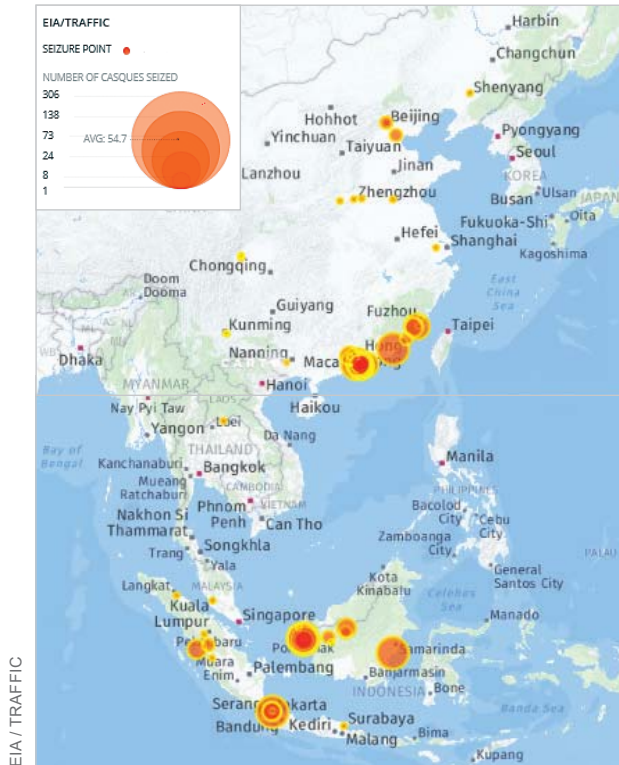 EIA/TRAFFIC
SEIZURE POINT
NUMBER OF CASQUES SEIZED
306
138
73
AVG: 54.7
24
8
1
Harbin
Changchun
Shenyang
Hohhot
Beijing
Yinchuan
Taiyuan
Pyongyang
Seoul
Lanzhou
Jinan
KOREA
Ulsan
Busan
JAPAN
Zhengzhou
Fukuoka-Shi
Oita
Hefei
Shanghai
Kagoshima
Chongqing
East
China
Sea
Doom
Dooma
Guiyang
Fuzhou
Taipei
Kunming
Dhaka
Nanning
Maca
MYANMAR
Hanoi
LAOS
Haikou
Nay Pyi Taw
Yangon
Da Nang
Bay of
Bengal
THAILAND
Kanchanaburi
Bangkok
Manila
Mueang
Ratchaburi
CAMBODIA
PHILIPPINES
Phnom
Penh
VIETNAM
Bacolod
City
Cebu
City
Nakhon Si
Thammarat
Can Tho
Zamboanga
City
PALAU
Trang
Songkhla
Yala
General
Santos City
Kota
Kinabalu
Celebes
Sea
Langkat
MALAYSIA
Kuala
Lumpur
Singapore
Manado
Samarinda
Muara
Enim
Palembang
Banjarmasin
INDONESIA
Bone
Banda Sea
Bandung
Kediri
Surabaya
Malang
Bima
Kupang
EIA / TRAFFIC